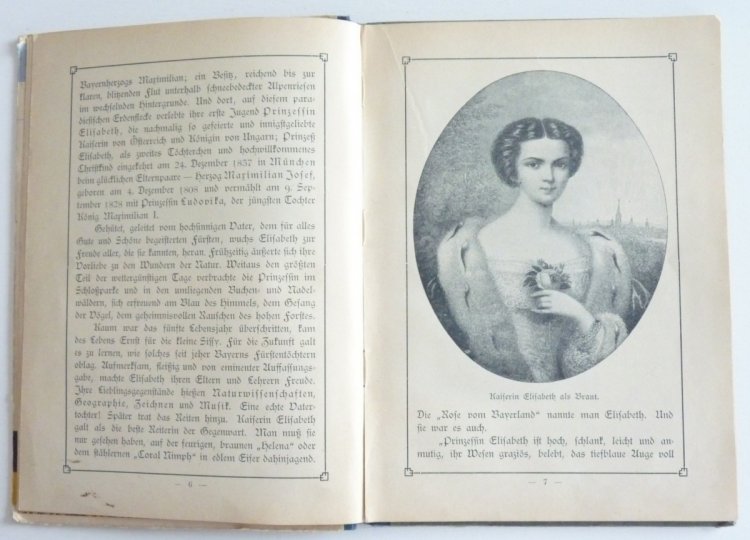 Bayernherzogs Maximilian; ein Besitz, reichend bis zur
klaren, blitzenden Flut unterhalb schneebedeckter Alpenriesen
im wechselnden Hintergrunde. Und dort, auf diesem para-
diesischen Erdenflecke verlebte ihre erste Jugend Prinzessin
Elisabeth, die nachmalig so gefeierte und innigstgeliebte
Kaiserin von Österreich und Königin von Ungarn; Prinzeß
Elisabeth, als zweites Töchterchen und hochwillkommenes
Christkind eingekehrt am 24. Dezember 1837 in München
beim glücklichen Elternpaare — Herzog Maximilian Josef,
geboren am 4. Dezember 1808 und vermählt am 9. Sep-
tember 1828 mit Prinzessin Ludovika, der jüngsten Tochter
König Maximilian I.
Gehütet, geleitet vom hochsinnigen Vater, dem für alles
Gute und Schöne begeisterten Fürsten, wuchs Elisabeth zur
Freude aller, die sie kannten, heran. Frühzeitig äußerte sich ihre
Vorliebe zu den Wundern der Natur. Weitaus den größten
Teil der wettergünstigen Tage verbrachte die Prinzessin im
Schloßparke und in den umliegenden Buchen- und Nadel-
wäldern, sich erfreuend am Blau des Himmels, dem Gesang
der Vögel, dem geheimnisvollen Rauschen des hohen Forstes.
Kaum war das fünfte Lebensjahr überschritten, kam
des Lebens Ernst für die kleine Sissy. Für die Zukunft galt
es zu lernen, wie solches seit jeher Bayerns Fürstentöchtern
oblag. Aufmerksam, fleißig und von eminenter Auffassungs-
gabe, machte Elisabeth ihren Eltern und Lehrern Freude.
Ihre Lieblingsgegenstände hießen Naturwissenschaften,
Geographie, Zeichnen und Musik. Eine echte Vater-
tochter! Später trat das Reiten hinzu. Kaiserin Elisabeth
galt als die beste Reiterin der Gegenwart. Man muß sie
nur gesehen haben, auf der feurigen, braunen „Helena" oder
dem stählernen „Coral Nimph" in edlem Eifer dahinjagend.
— 6 —
Kaiserin Elisabeth als Braut.
Die „Rose vom Bayerland" nannte man Elisabeth. Und
sie war es auch.
„Prinzessin Elisabeth ist hoch, schlank, leicht und an-
mutig, ihr Wesen graziös, belebt, das tiefblaue Auge voll
— 7 —